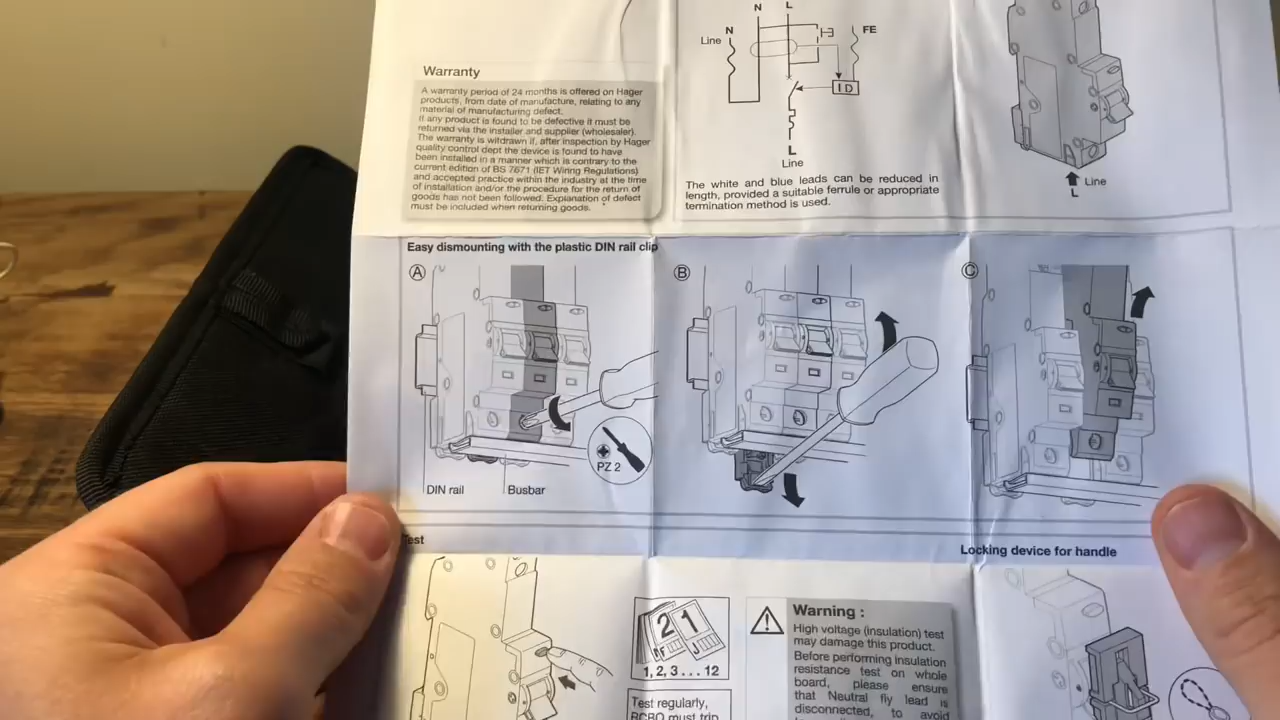 Warranty
A warranty period of 24 months is offered on Hager
products, from date of manufacture, relating to any
material of manufacturing defect.
If any product is found to be defective it must be
returned via the installer and supplier (wholesaler).
The warranty is witdrawn if, after inspection by Hager
quality control dept the device is found to have
been installed in a manner which is contrary to the
current edition of BS 7671 (IET Wiring Regulations)
and accepted practice within the industry at the time
of installation and/or the procedure for the return of
goods has not been followed. Explanation of defect
must be included when returning goods.
N L
N
FE
Line
I D
L
Line
The white and blue leads can be reduced in
length, provided a suitable ferrule or appropriate
termination method is used.
Line
L
Easy dismounting with the plastic DIN rail clip
A
PZ 2
DIN rail
Busbar
B
C
Test
1, 2, 3 . . . 12
2 1
F J
Test regularly,
RCBO must trip
Warning :
High voltage (insulation) test
may damage this product.
Before performing insulation
resistance test on whole
board, please ensure
that Neutral fly lead is
disconnected, to avoid
Locking device for handle